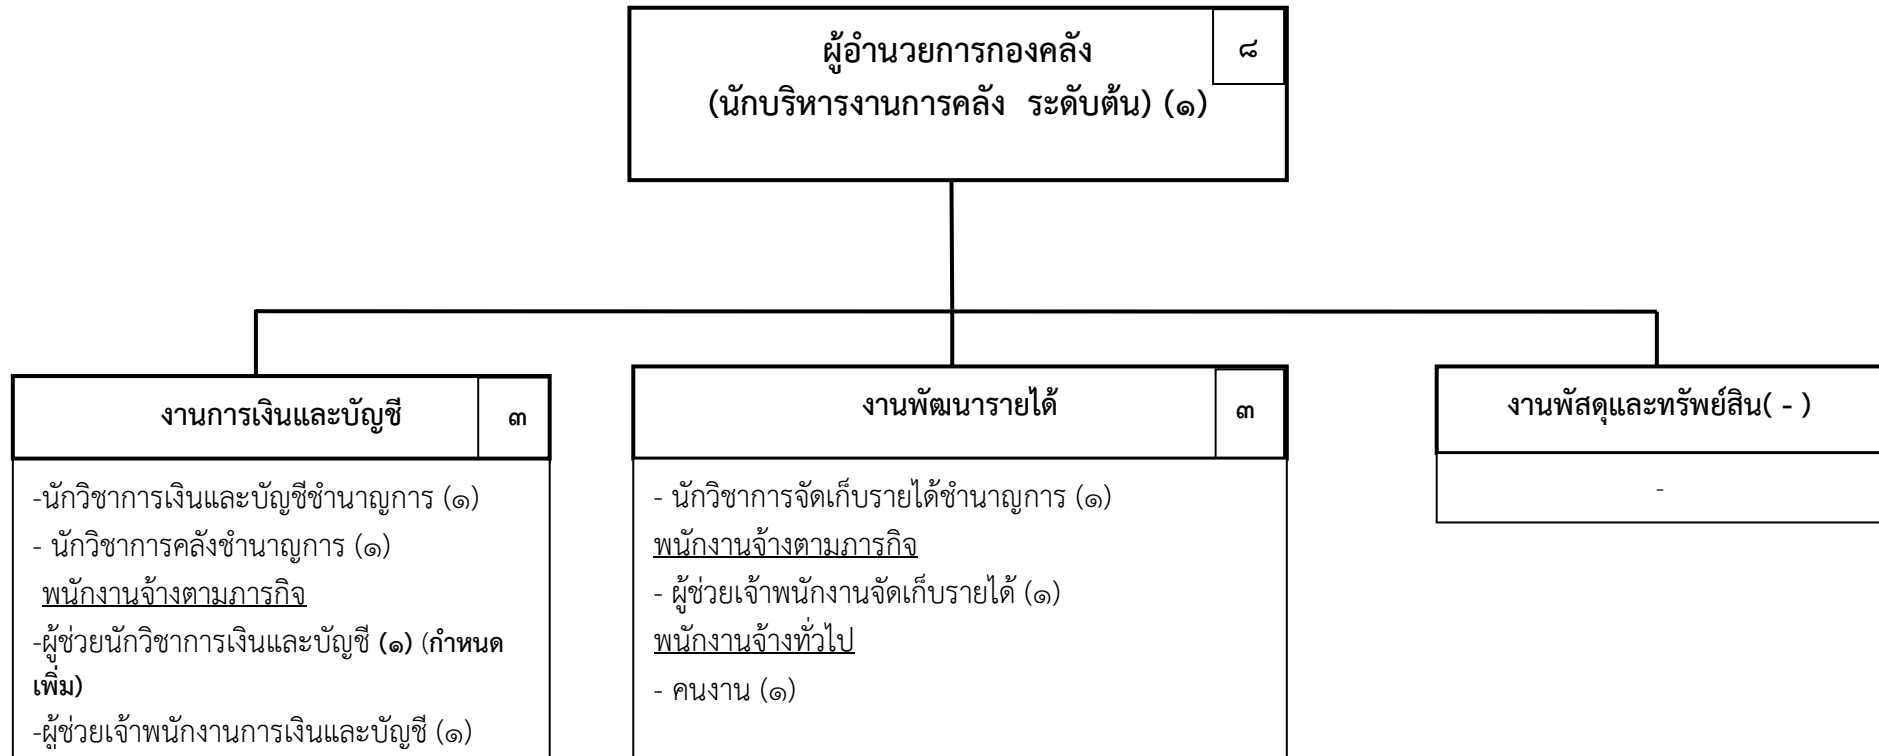 ผู้อำนวยการกองคลัง
๘
(นักบริหารงานการคลัง ระดับต้น) (๑)
งานการเงินและบัญชี
๓
-นักวิชาการเงินและบัญชีชำนาญการ (๑)
- นักวิชาการคลังชำนาญการ (๑)
พนักงานจ้างตามภารกิจ
-ผู้ช่วยนักวิชาการเงินและบัญชี (๑) (กำหนด
เพิ่ม)
-ผู้ช่วยเจ้าพนักงานการเงินและบัญชี (๑)
งานพัฒนารายได้
๓
- นักวิชาการจัดเก็บรายได้ชำนาญการ (๑)
พนักงานจ้างตามภารกิจ
- ผู้ช่วยเจ้าพนักงานจัดเก็บรายได้ (๑)
พนักงานจ้างทั่วไป
- คนงาน (๑)
งานพัสดุและทรัพย์สิน( - )
-